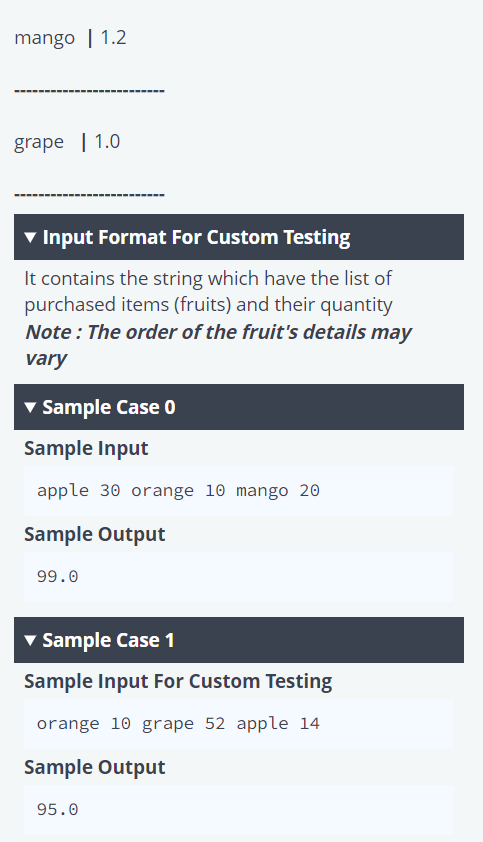 mango | 1.2
-------------------------
grape | 1.0
-------------------------
▼ Input Format For Custom Testing
It contains the string which have the list of
purchased items (fruits) and their quantity
Note : The order of the fruit's details may
vary
▼ Sample Case 0
Sample Input
apple 30 orange 10 mango 20
Sample Output
99.0
▼ Sample Case 1
Sample Input For Custom Testing
orange 10 grape 52 apple 14
Sample Output
95.0